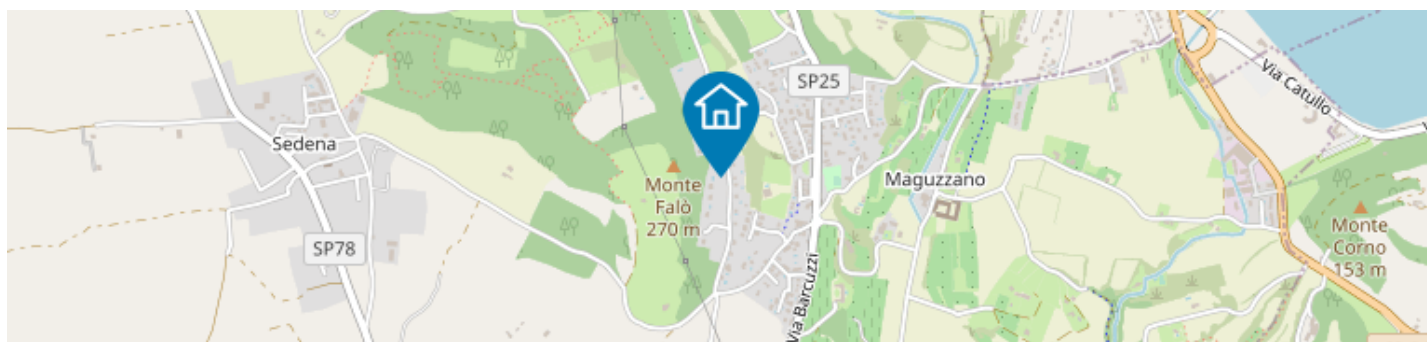 Via Catullo
SP25
Sedena
Maguzzano
Monte
Falò
270 m
Monte
Corno
153 m
SP78
Via Barcuzzi